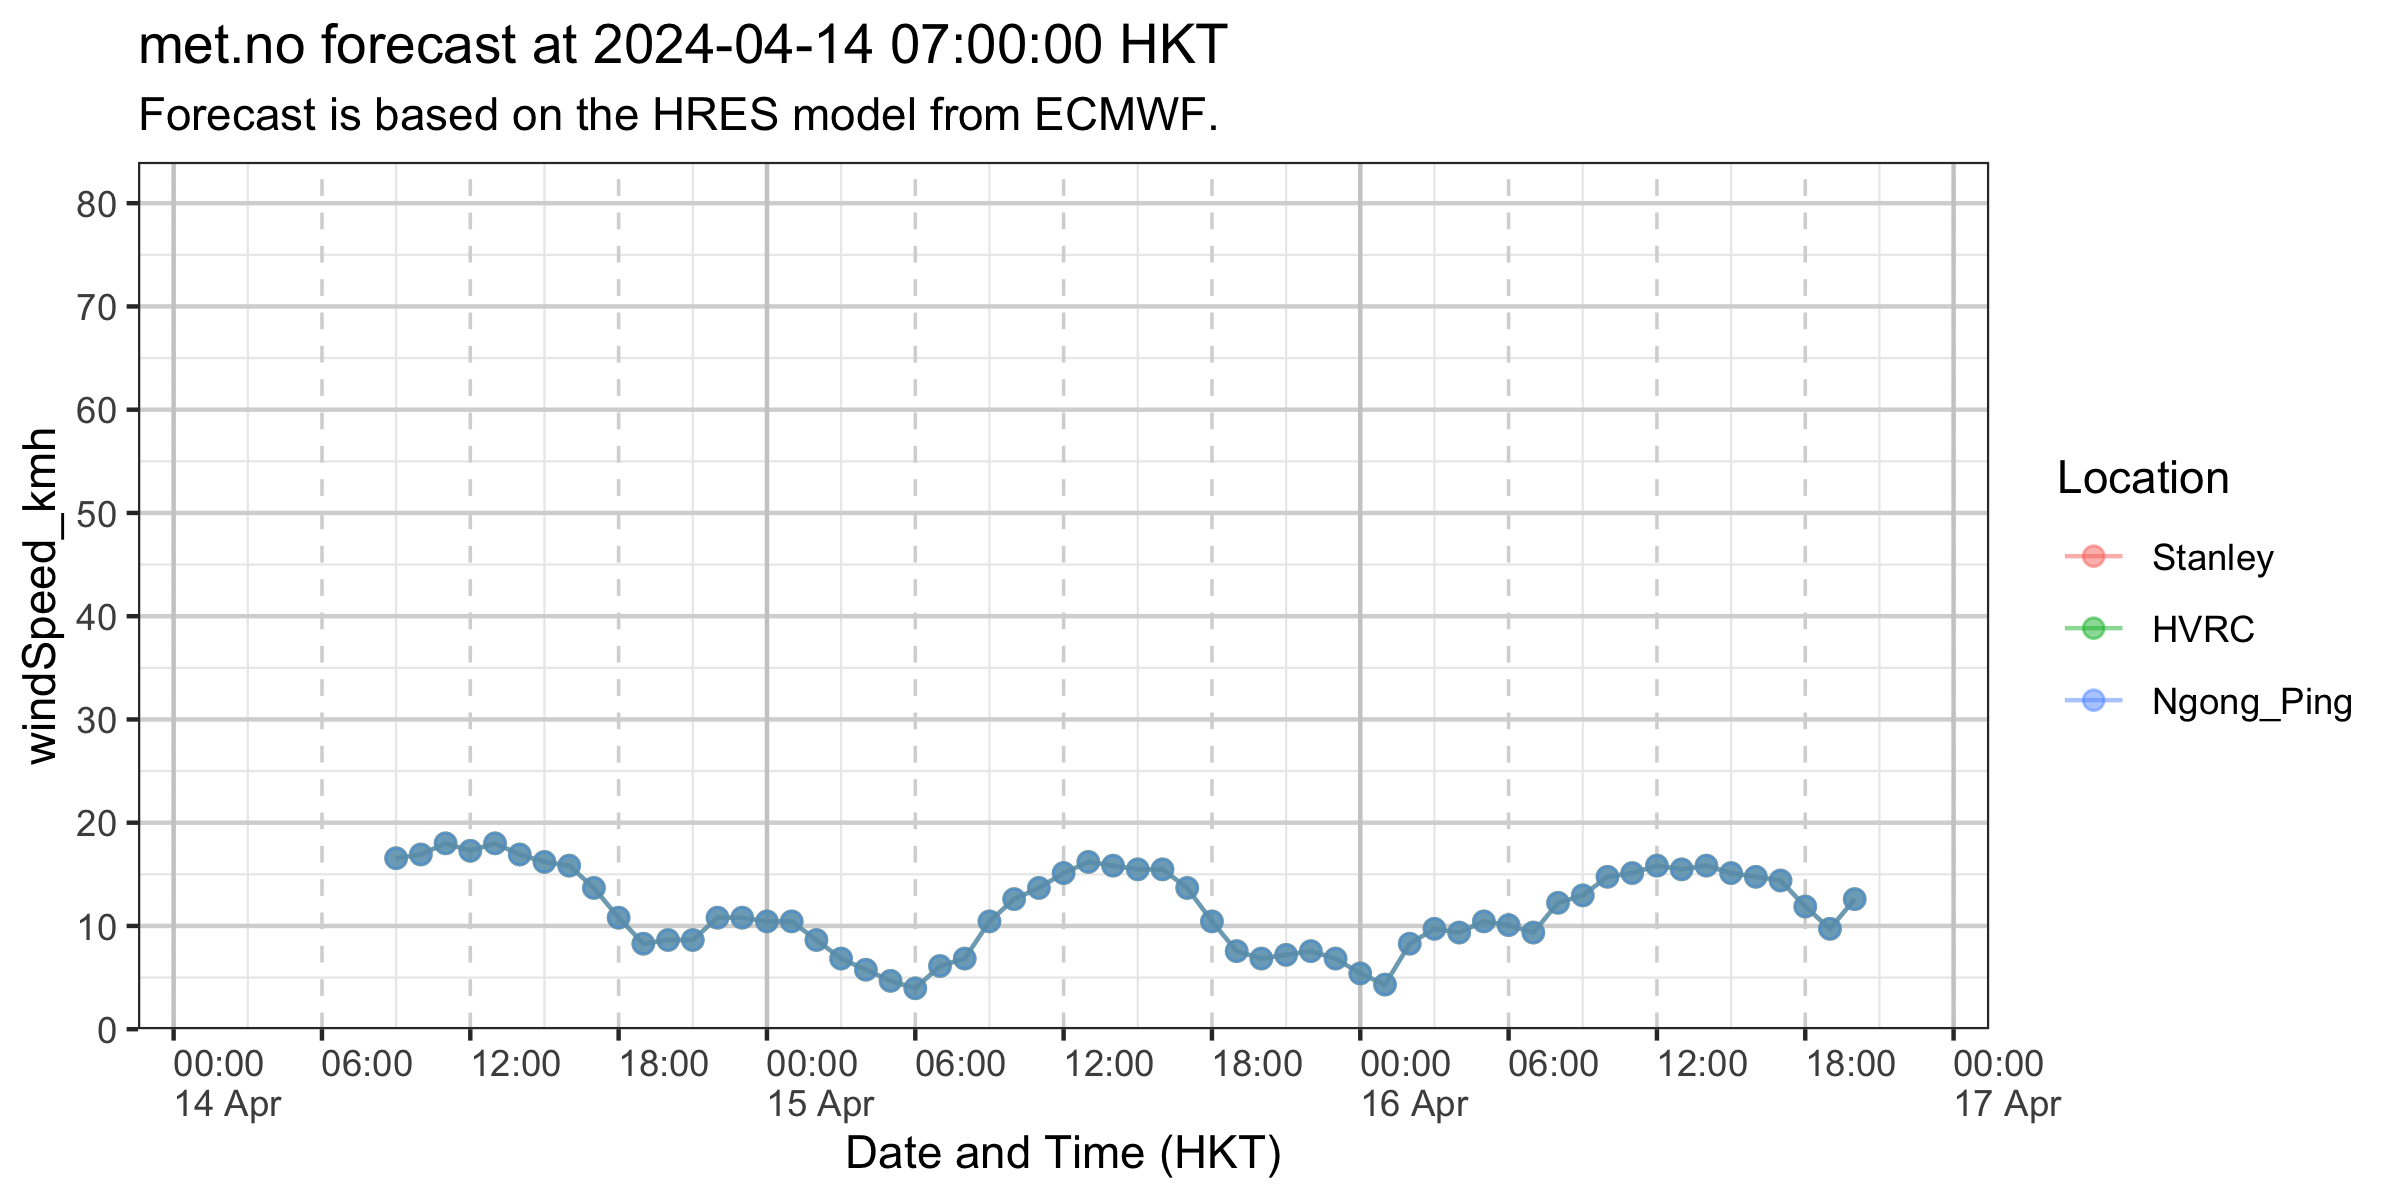 met.no forecast at 2024-04-14 07:00:00 HKT
Forecast is based on the HRES model from ECMWF.
windSpeed_kmh
80
70
60
50
40
30
20
10
0
00:00 06:00 12:00 18:00 00:00 06:00 12:00 18:00 00:00 06:00 12:00 18:00 00:00
14 Apr 15 Apr 16 Apr 17 Apr
Date and Time (HKT)
Location
Stanley
HVRC
Ngong_Ping